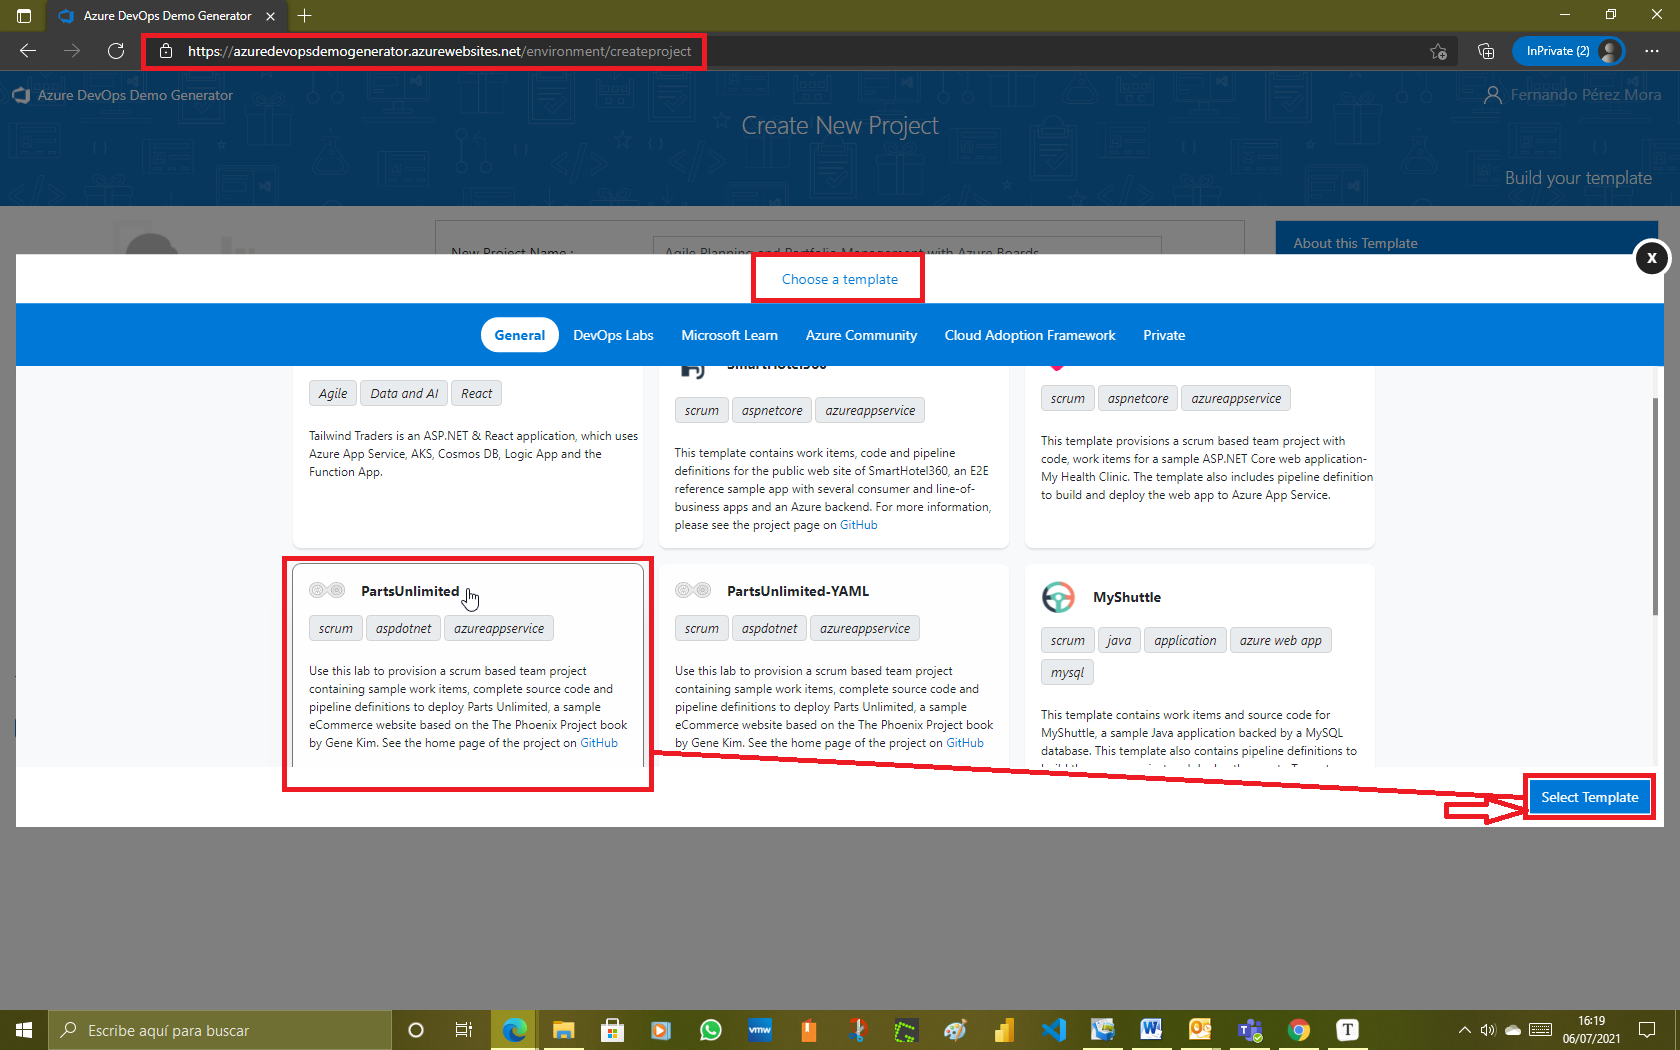 Azure DevOps Demo Generator
https://azuredevopsdemogenerator.azurewebsites.net/environment/createproject
InPrivate (2)
Azure DevOps Demo Generator
Fernando Pérez Mora
Create New Project
Build your template
New Project Name :
Agile Planning and Portfolio Management with Azure Boards
About this Template
X
Choose a template
General DevOps Labs Microsoft Learn Azure Community Cloud Adoption Framework Private
Agile Data and AI React
Tailwind Traders is an ASP.NET & React application, which uses
Azure App Service, AKS, Cosmos DB, Logic App and the
Function App.
SmartHotel360
scrum aspnetcore azureappservice
This template contains work items, code and pipeline
definitions for the public web site of SmartHotel360, an E2E
reference sample app with several consumer and line-of-
business apps and an Azure backend. For more information,
please see the project page on GitHub
scrum aspnetcore azureappservice
This template provisions a scrum based team project with
code, work items for a sample ASP.NET Core web application-
My Health Clinic. The template also includes pipeline definition
to build and deploy the web app to Azure App Service.
PartsUnlimited
scrum aspdotnet azureappservice
Use this lab to provision a scrum based team project
containing sample work items, complete source code and
pipeline definitions to deploy Parts Unlimited, a sample
eCommerce website based on the The Phoenix Project book
by Gene Kim. See the home page of the project on GitHub
PartsUnlimited-YAML
scrum aspdotnet azureappservice
Use this lab to provision a scrum based team project
containing sample work items, complete source code and
pipeline definitions to deploy Parts Unlimited, a sample
eCommerce website based on the The Phoenix Project book
by Gene Kim. See the home page of the project on GitHub
MyShuttle
scrum java application azure web app
mysql
This template contains work items and source code for
MyShuttle, a sample Java application backed by a MySQL
database. This template also contains pipeline definitions to
Select Template
Escribe aquí para buscar
vmw
16:19
06/07/2021